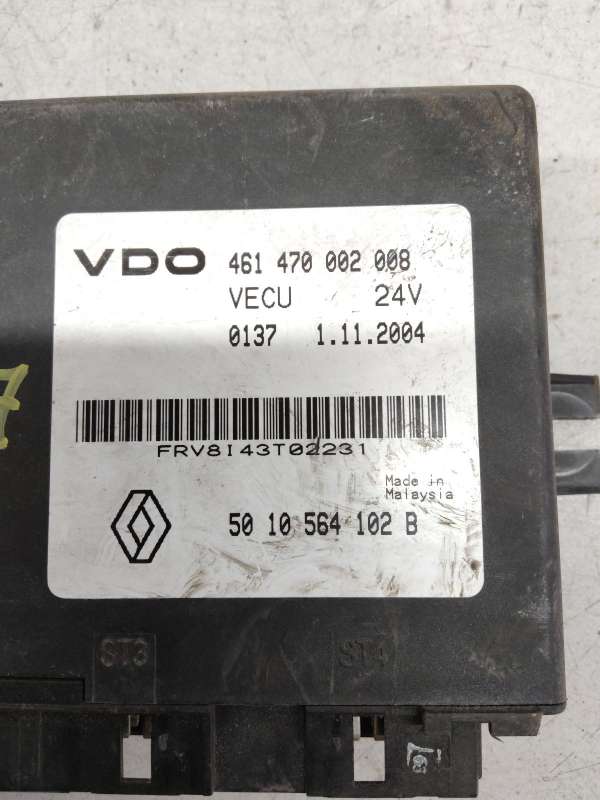 VDO 461 470 002 008
VECU 24V
0137 1.11.2004
FRV8I43T02231
Made in
Malaysia
50 10 564 102 B
ST3 ST4
7